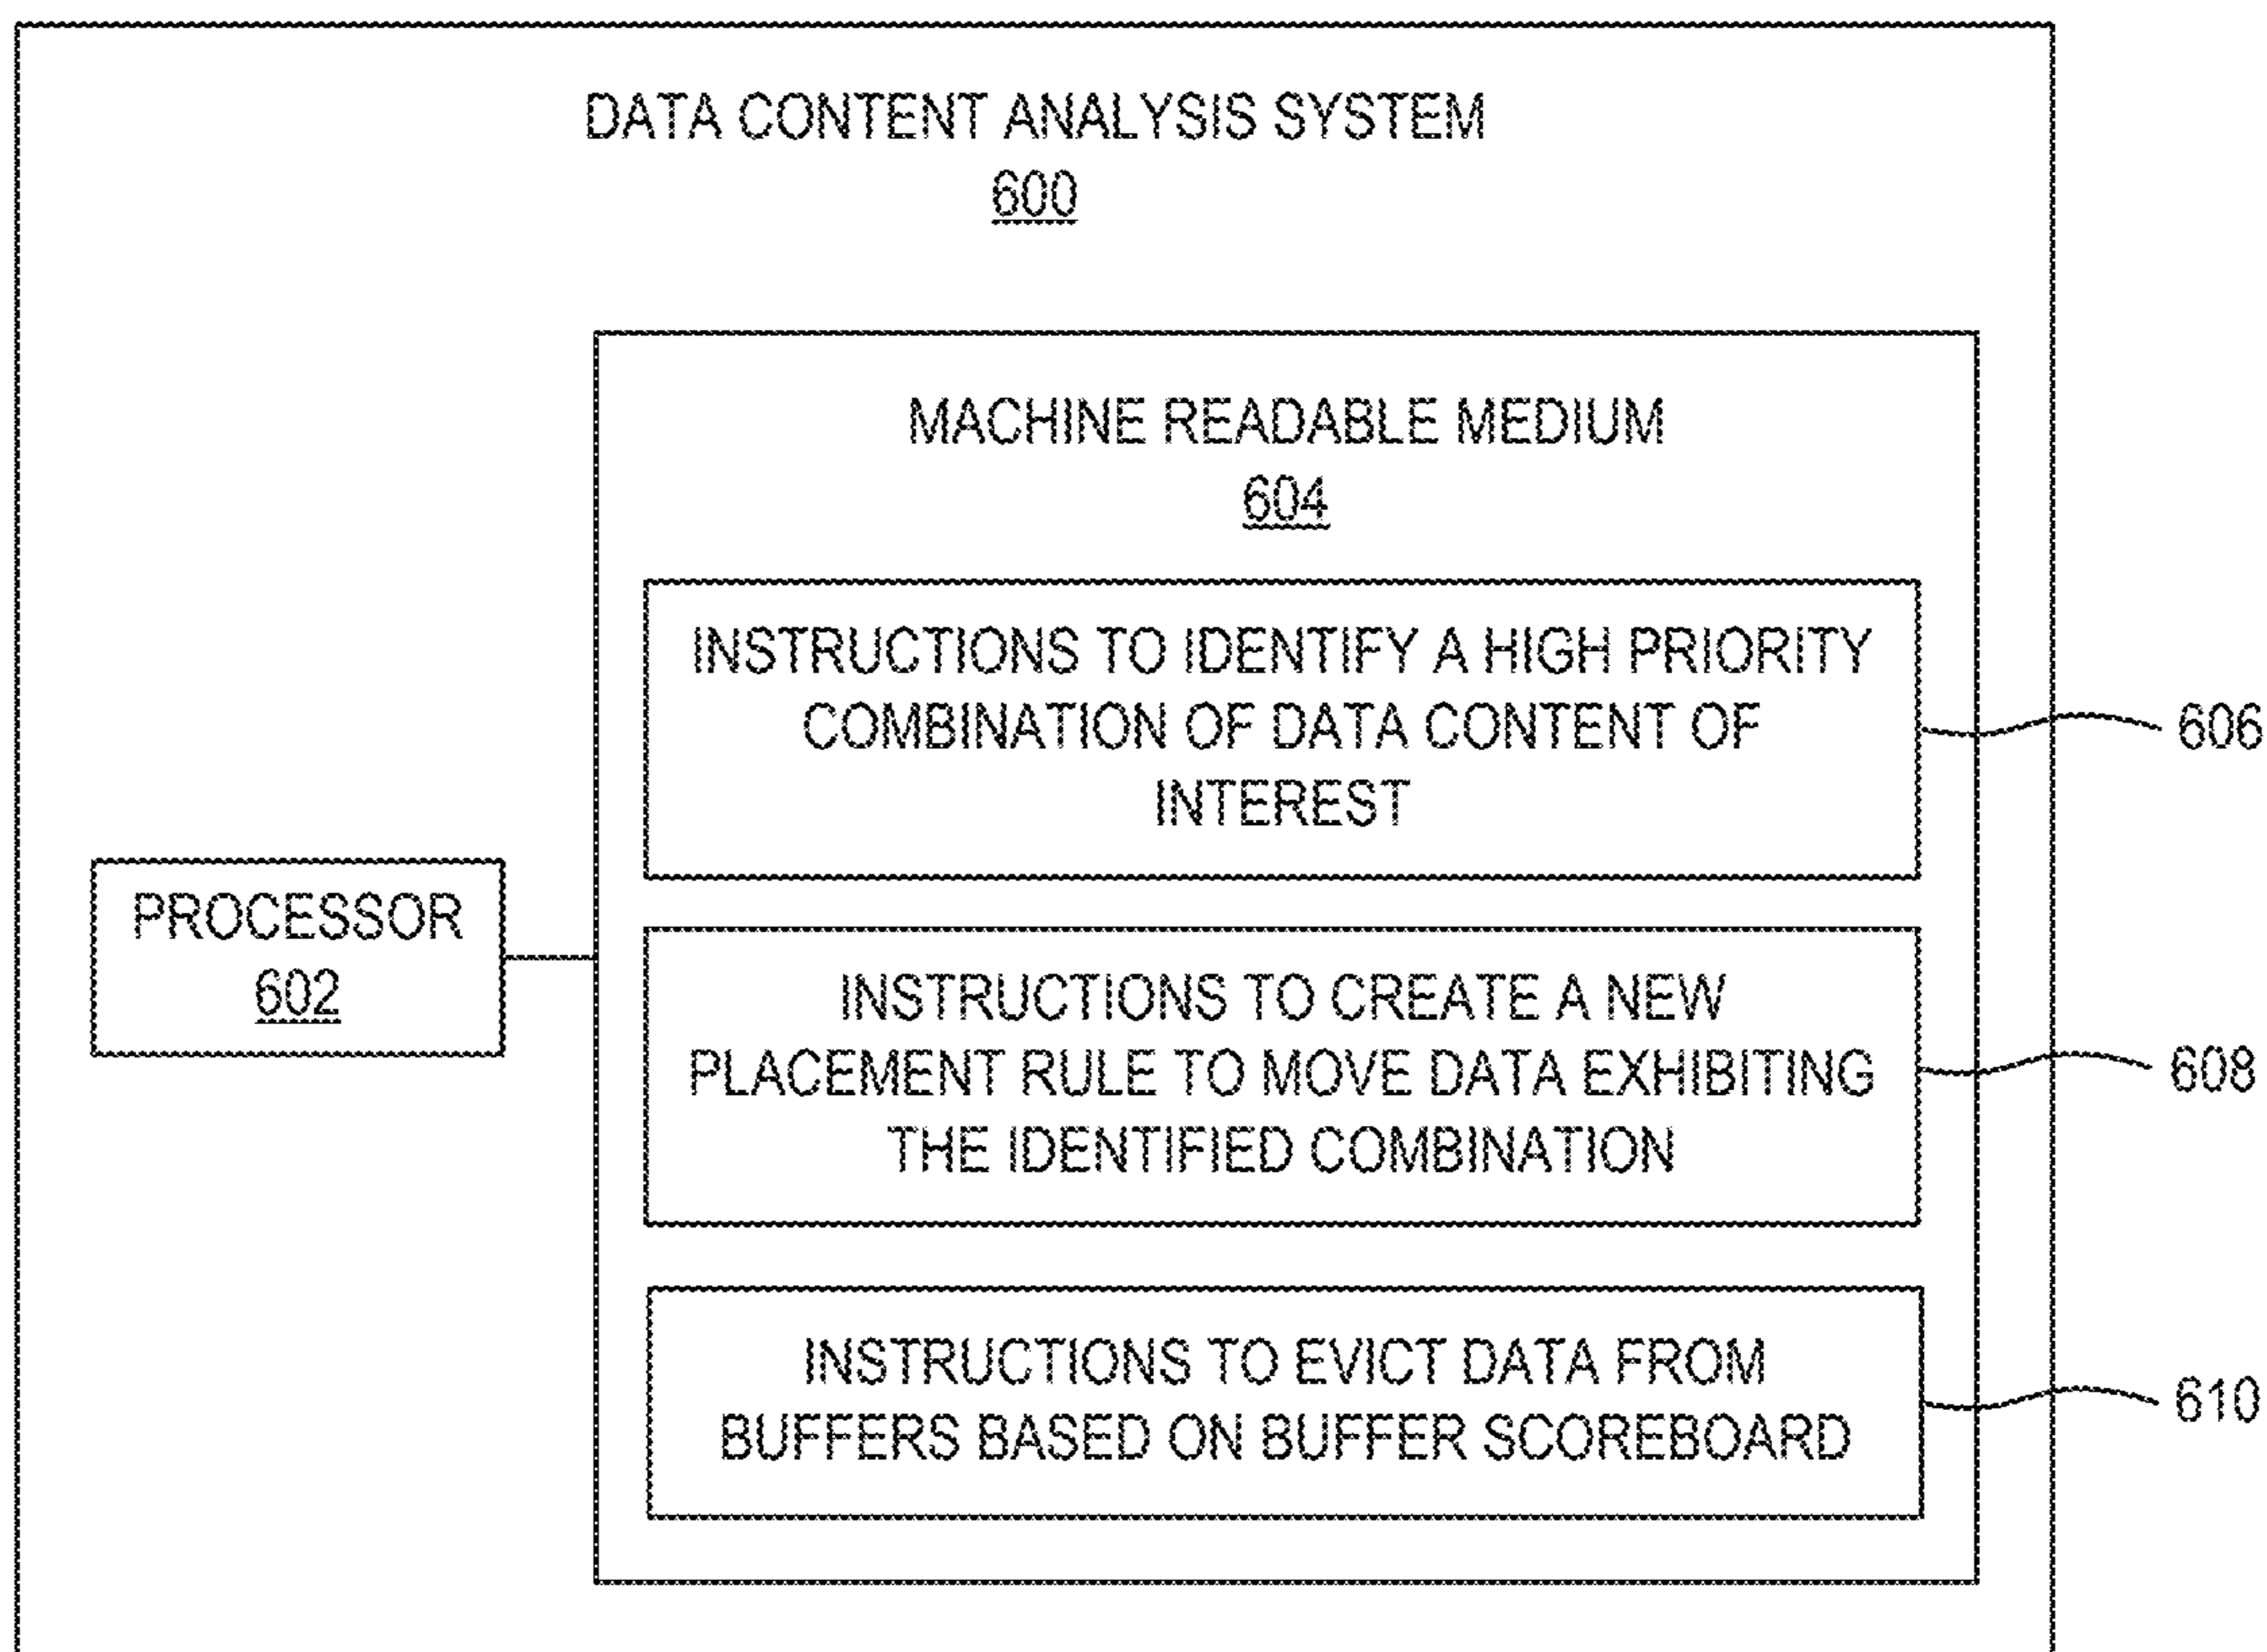 DATA CONTENT ANALYSIS SYSTEM
600
MACHINE READABLE MEDIUM
604
INSTRUCTIONS TO IDENTIFY A HIGH PRIORITY
COMBINATION OF DATA CONTENT OF
INTEREST
606
PROCESSOR
602
INSTRUCTIONS TO CREATE A NEW
PLACEMENT RULE TO MOVE DATA EXHIBITING
THE IDENTIFIED COMBINATION
608
INSTRUCTIONS TO EVICT DATA FROM
BUFFERS BASED ON BUFFER SCOREBOARD
610